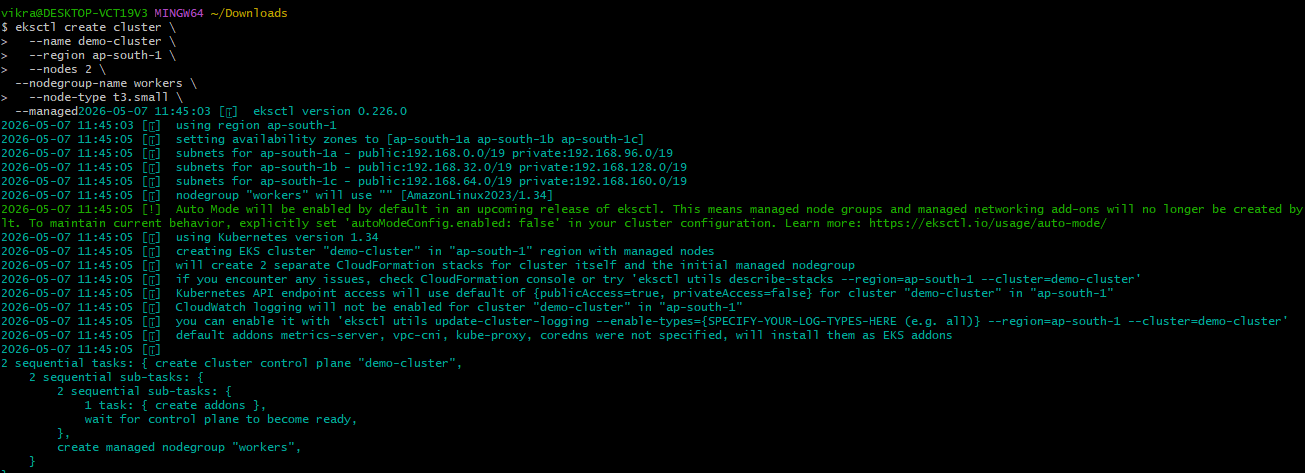 vikra@DESKTOP-VCT19V3 MINGW64 ~/Downloads
$ eksctl create cluster \
>   --name demo-cluster \
>   --region ap-south-1 \
>   --nodes 2 \
  --nodegroup-name workers \
>   --node-type t3.small \
  --managed2026-05-07 11:45:03 [ℹ]  eksctl version 0.226.0
2026-05-07 11:45:03 [ℹ]  using region ap-south-1
2026-05-07 11:45:05 [ℹ]  setting availability zones to [ap-south-1a ap-south-1b ap-south-1c]
2026-05-07 11:45:05 [ℹ]  subnets for ap-south-1a - public:192.168.0.0/19 private:192.168.96.0/19
2026-05-07 11:45:05 [ℹ]  subnets for ap-south-1b - public:192.168.32.0/19 private:192.168.128.0/19
2026-05-07 11:45:05 [ℹ]  subnets for ap-south-1c - public:192.168.64.0/19 private:192.168.160.0/19
2026-05-07 11:45:05 [ℹ]  nodegroup "workers" will use "" [AmazonLinux2023/1.34]
2026-05-07 11:45:05 [!]  Auto Mode will be enabled by default in an upcoming release of eksctl. This means managed node groups and managed networking add-ons will no longer be created by
lt. To maintain current behavior, explicitly set 'autoModeConfig.enabled: false' in your cluster configuration. Learn more: https://eksctl.io/usage/auto-mode/
2026-05-07 11:45:05 [ℹ]  using Kubernetes version 1.34
2026-05-07 11:45:05 [ℹ]  creating EKS cluster "demo-cluster" in "ap-south-1" region with managed nodes
2026-05-07 11:45:05 [ℹ]  will create 2 separate CloudFormation stacks for cluster itself and the initial managed nodegroup
2026-05-07 11:45:05 [ℹ]  if you encounter any issues, check CloudFormation console or try 'eksctl utils describe-stacks --region=ap-south-1 --cluster=demo-cluster'
2026-05-07 11:45:05 [ℹ]  Kubernetes API endpoint access will use default of {publicAccess=true, privateAccess=false} for cluster "demo-cluster" in "ap-south-1"
2026-05-07 11:45:05 [ℹ]  CloudWatch logging will not be enabled for cluster "demo-cluster" in "ap-south-1"
2026-05-07 11:45:05 [ℹ]  you can enable it with 'eksctl utils update-cluster-logging --enable-types={SPECIFY-YOUR-LOG-TYPES-HERE (e.g. all)} --region=ap-south-1 --cluster=demo-cluster'
2026-05-07 11:45:05 [ℹ]  default addons metrics-server, vpc-cni, kube-proxy, coredns were not specified, will install them as EKS addons
2026-05-07 11:45:05 [ℹ]
2 sequential tasks: { create cluster control plane "demo-cluster",
    2 sequential sub-tasks: {
        2 sequential sub-tasks: {
            1 task: { create addons },
            wait for control plane to become ready,
        },
        create managed nodegroup "workers",
    }